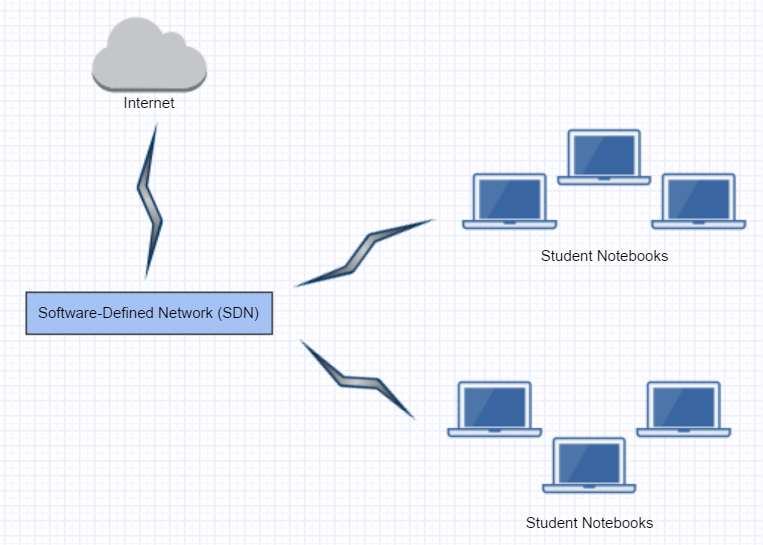 Internet
Student Notebooks
Software-Defined Network (SDN)
Student Notebooks